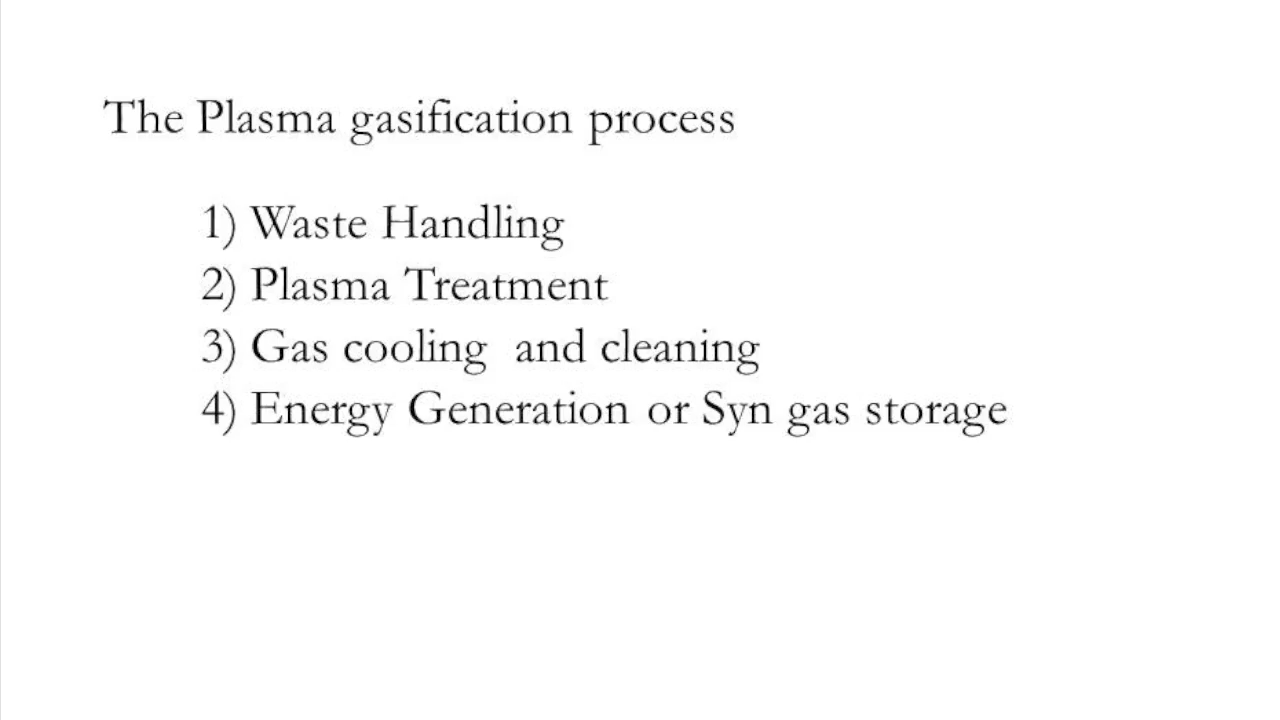 The Plasma gasification process
1) Waste Handling
2) Plasma Treatment
3) Gas cooling  and cleaning
4) Energy Generation or Syn gas storage